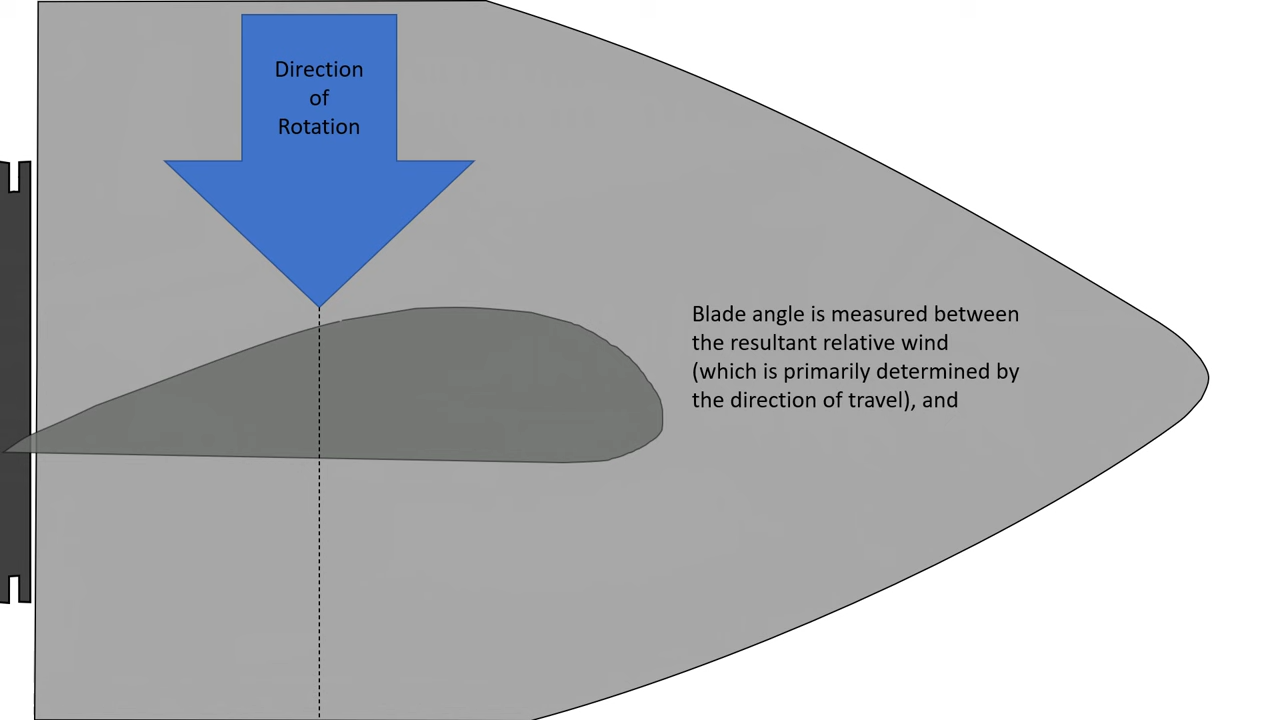 Direction
of
Rotation
Blade angle is measured between
the resultant relative wind
(which is primarily determined by
the direction of travel), and